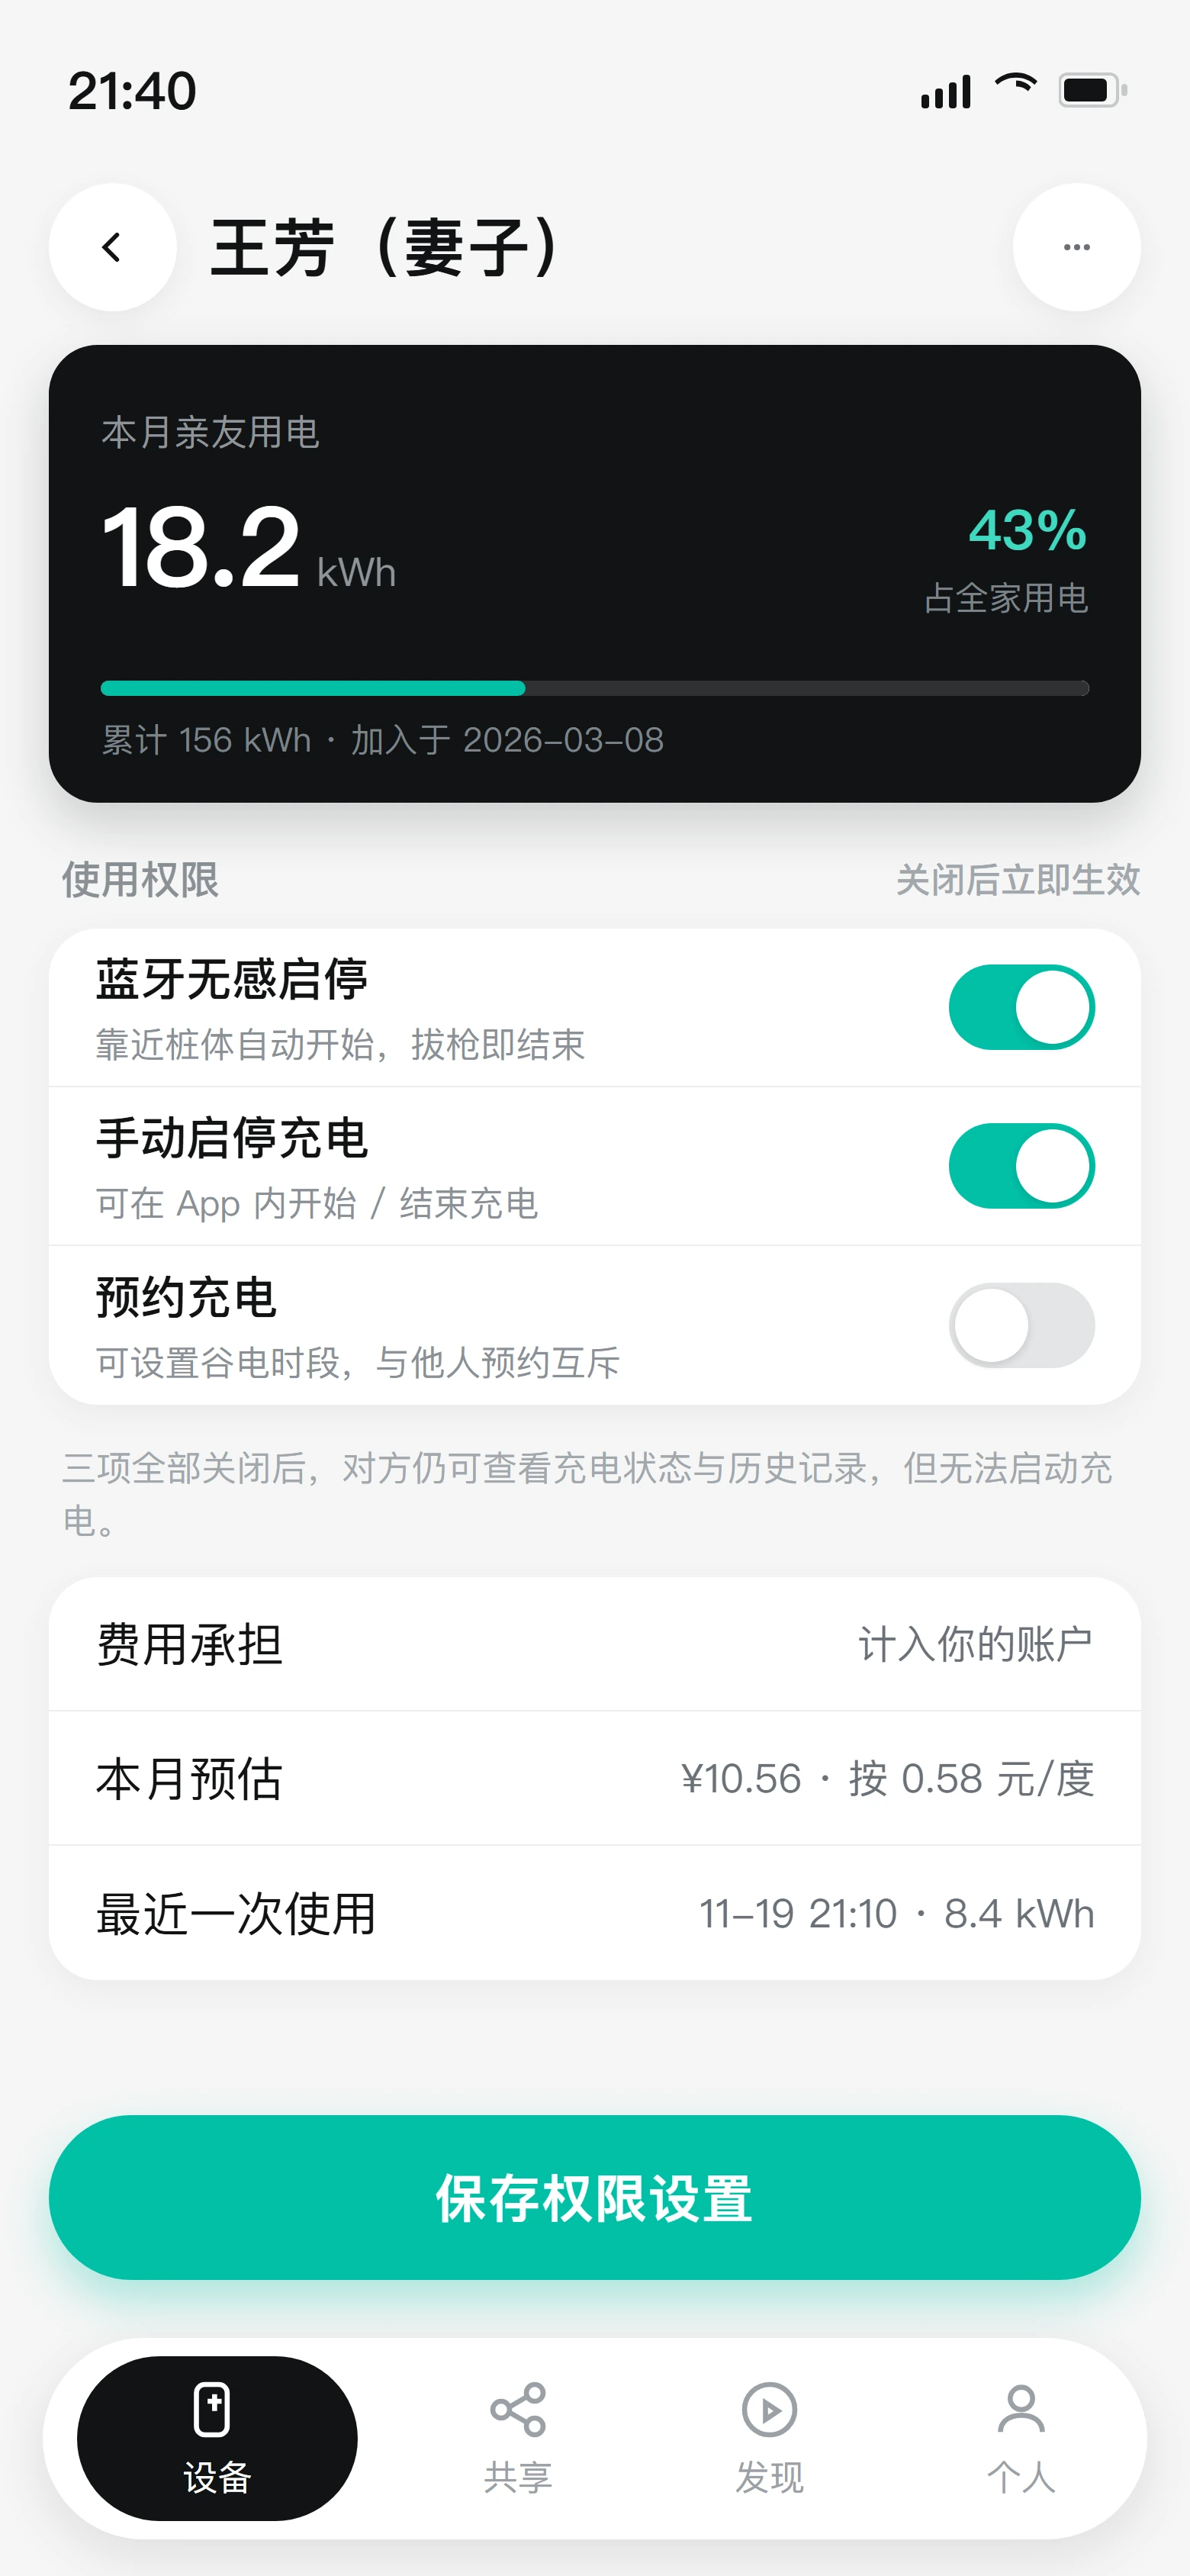 21:40
王芳（妻子）
本月亲友用电
18.2 kWh
43%
占全家用电
累计 156 kWh · 加入于 2026-03-08
使用权限
关闭后立即生效
蓝牙无感启停
靠近桩体自动开始，拔枪即结束
手动启停充电
可在 App 内开始 / 结束充电
预约充电
可设置谷电时段，与他人预约互斥
三项全部关闭后，对方仍可查看充电状态与历史记录，但无法启动充
电。
费用承担
计入你的账户
本月预估
¥10.56 · 按 0.58 元/度
最近一次使用
11-19 21:10 · 8.4 kWh
保存权限设置
设备
共享
发现
个人